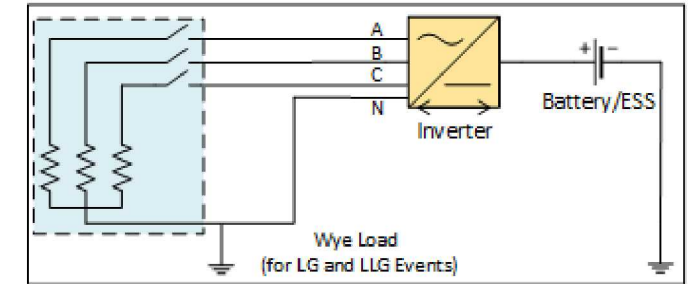 A
B
C
N
+ −
Battery/ESS
Inverter
Wye Load
(for LG and LLG Events)